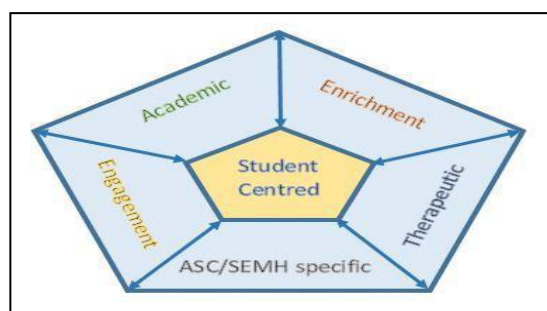 Academic
Enrichment
Student
Centred
Engagement
Therapeutic
ASC/SEMH specific